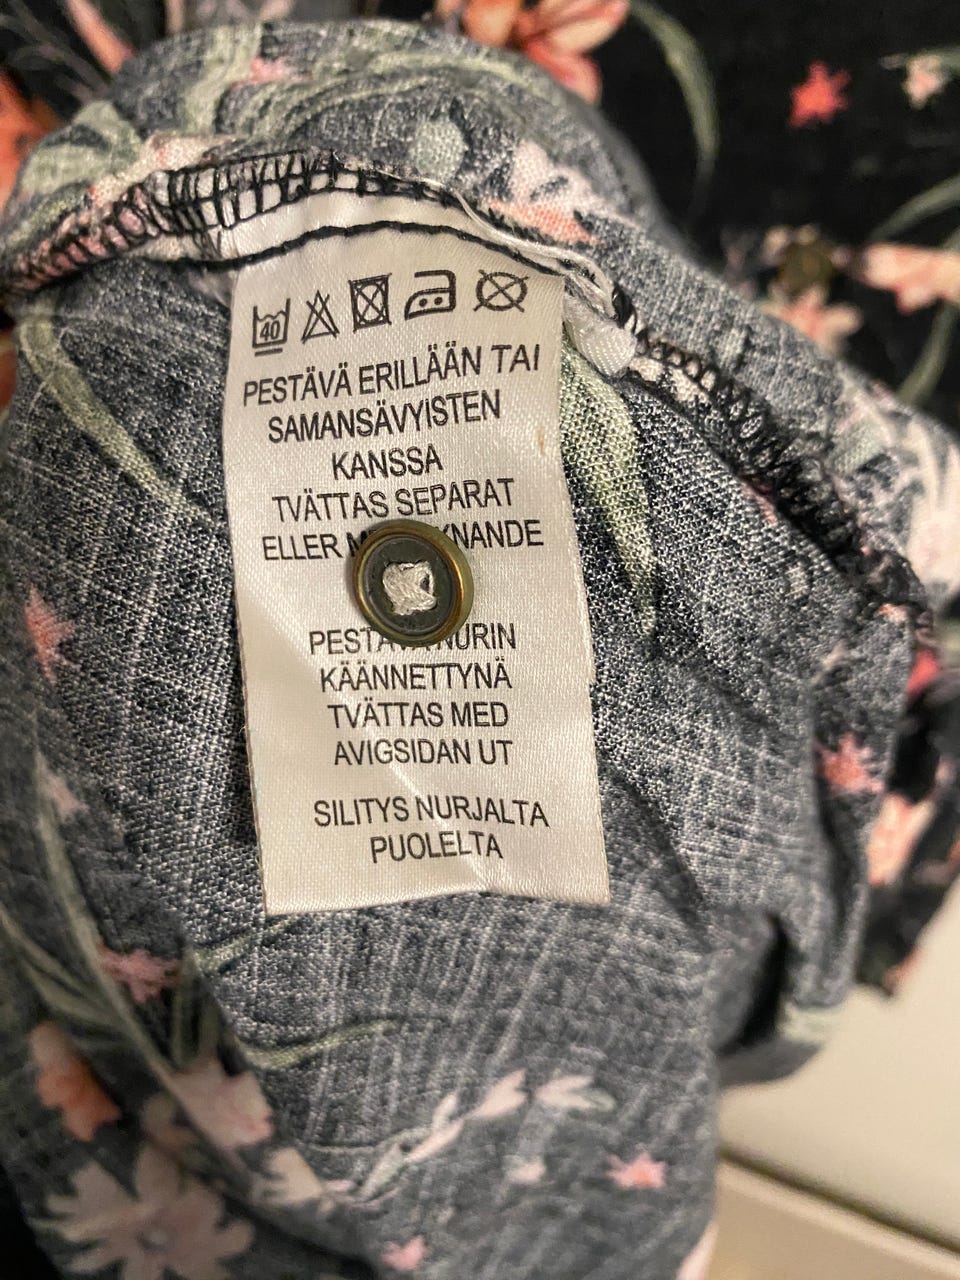 40
PESTÄVÄ ERILLÄÄN TAI
SAMANSÄVYISTEN
KANSSA
TVÄTTAS SEPARAT
ELLER
NURIN
KÄÄNNETTYNÄ
TVÄTTAS MED
AVIGSIDAN UT
SILITYS NURJALTA
PUOLELTA